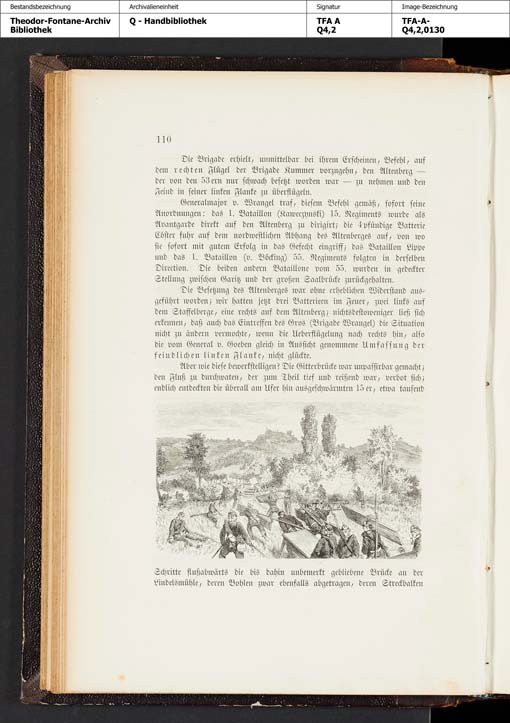 Bestandsbezeichnung Archivalieneinheit Signatur Image-Bezeichnung
Theodor-Fontane-Archiv Q - Handbibliothek TFA A TFA-A-
Bibliothek Q4,2 Q4,2,0130
110
Die Brigade erhielt, unmittelbar bei ihrem Erscheinen, Befehl, auf
dem rechten Flügel der Brigade Kummer vorzugehn, den Altenberg —
der von den 53ern nur schwach besetzt worden war — zu nehmen und den
Feind in seiner linken Flanke zu überflügeln.
Generalmajor v. Wrangel traf, diesem Befehl gemäß, sofort seine
Anordnungen: das 1. Bataillon (Kaweczynski) 15. Regiments wurde als
Avantgarde direkt auf den Altenberg zu dirigirt; die 4pfündige Batterie
Cöster fuhr auf dem nordwestlichen Abhang des Altenberges auf, von wo
sie sofort mit gutem Erfolg in das Gefecht eingriff; das Bataillon Lippe
und das 1. Bataillon (v. Böcking) 55. Regiments folgten in derselben
Direction. Die beiden andern Bataillone vom 55. wurden in gedeckter
Stellung zwischen Garitz und der großen Saalbrücke zurückgehalten.
Die Besetzung des Altenberges war ohne erheblichen Widerstand aus-
geführt worden; wir hatten jetzt drei Batterieen im Feuer, zwei links auf
dem Staffelberge, eine rechts auf dem Altenberg; nichtsdestoweniger ließ sich
erkennen, daß auch das Eintreffen des Gros (Brigade Wrangel) die Situation
nicht zu ändern vermochte, wenn die Ueberflügelung nach rechts hin, also
die vom General v. Goeben gleich in Aussicht genommene Umfassung der
feindlichen linken Flanke, nicht glückte.
Aber wie diese bewerkstelligen? Die Gitterbrücke war unpassirbar gemacht;
den Fluß zu durchwaten, der zum Theil tief und reißend war, verbot sich;
endlich entdeckten die überall am Ufer hin ausgeschwärmten 15er, etwa tausend
Schritte flußabwärts die bis dahin unbemerkt gebliebene Brücke an der
Lindelsmühle, deren Bohlen zwar ebenfalls abgetragen, deren Streckbalken